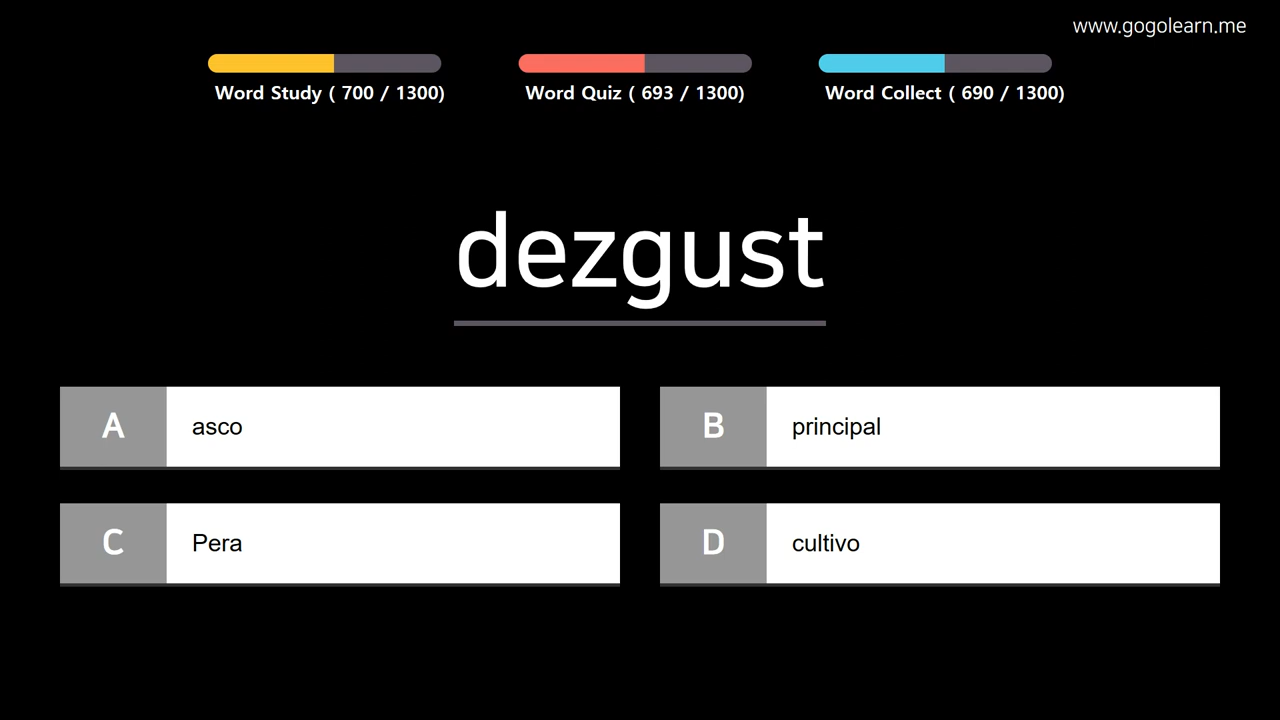 www.gogolearn.me
Word Study ( 700 / 1300)
Word Quiz ( 693 / 1300)
Word Collect ( 690 / 1300)
dezgust
A asco
B principal
C Pera
D cultivo